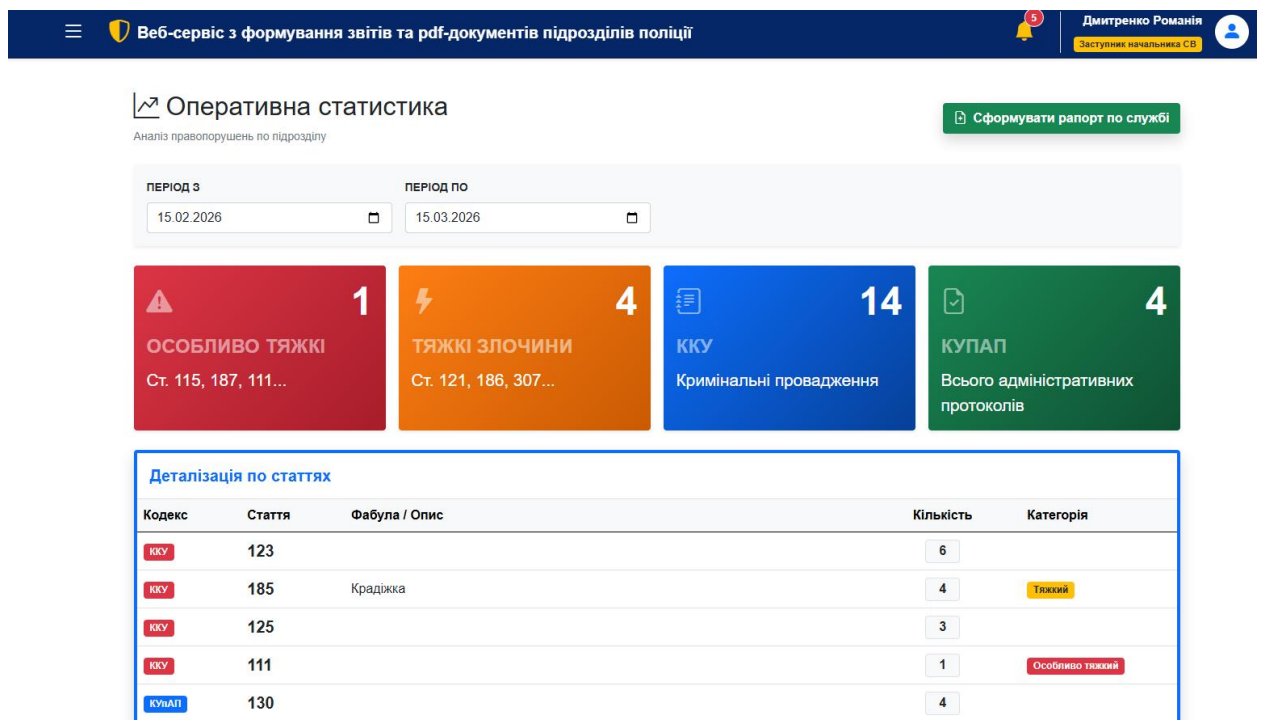 Веб-сервіс з формування звітів та pdf-документів підрозділів поліції
5
Дмитренко Романія
Заступник начальника СВ
Оперативна статистика
Аналіз правопорушень по підрозділу
Сформувати рапорт по службі
ПЕРІОД З
ПЕРІОД ПО
15.02.2026
15.03.2026
1
ОСОБЛИВО ТЯЖКІ
Ст. 115, 187, 111...
4
ТЯЖКІ ЗЛОЧИНИ
Ст. 121, 186, 307...
14
ККУ
Кримінальні провадження
4
КУПАП
Всього адміністративних
протоколів
Деталізація по статтях
Кодекс Стаття Фабула / Опис Кількість Категорія
ККУ 123 6
ККУ 185 Крадіжка 4 Тяжкий
ККУ 125 3
ККУ 111 1 Особливо тяжкий
КУпАП 130 4